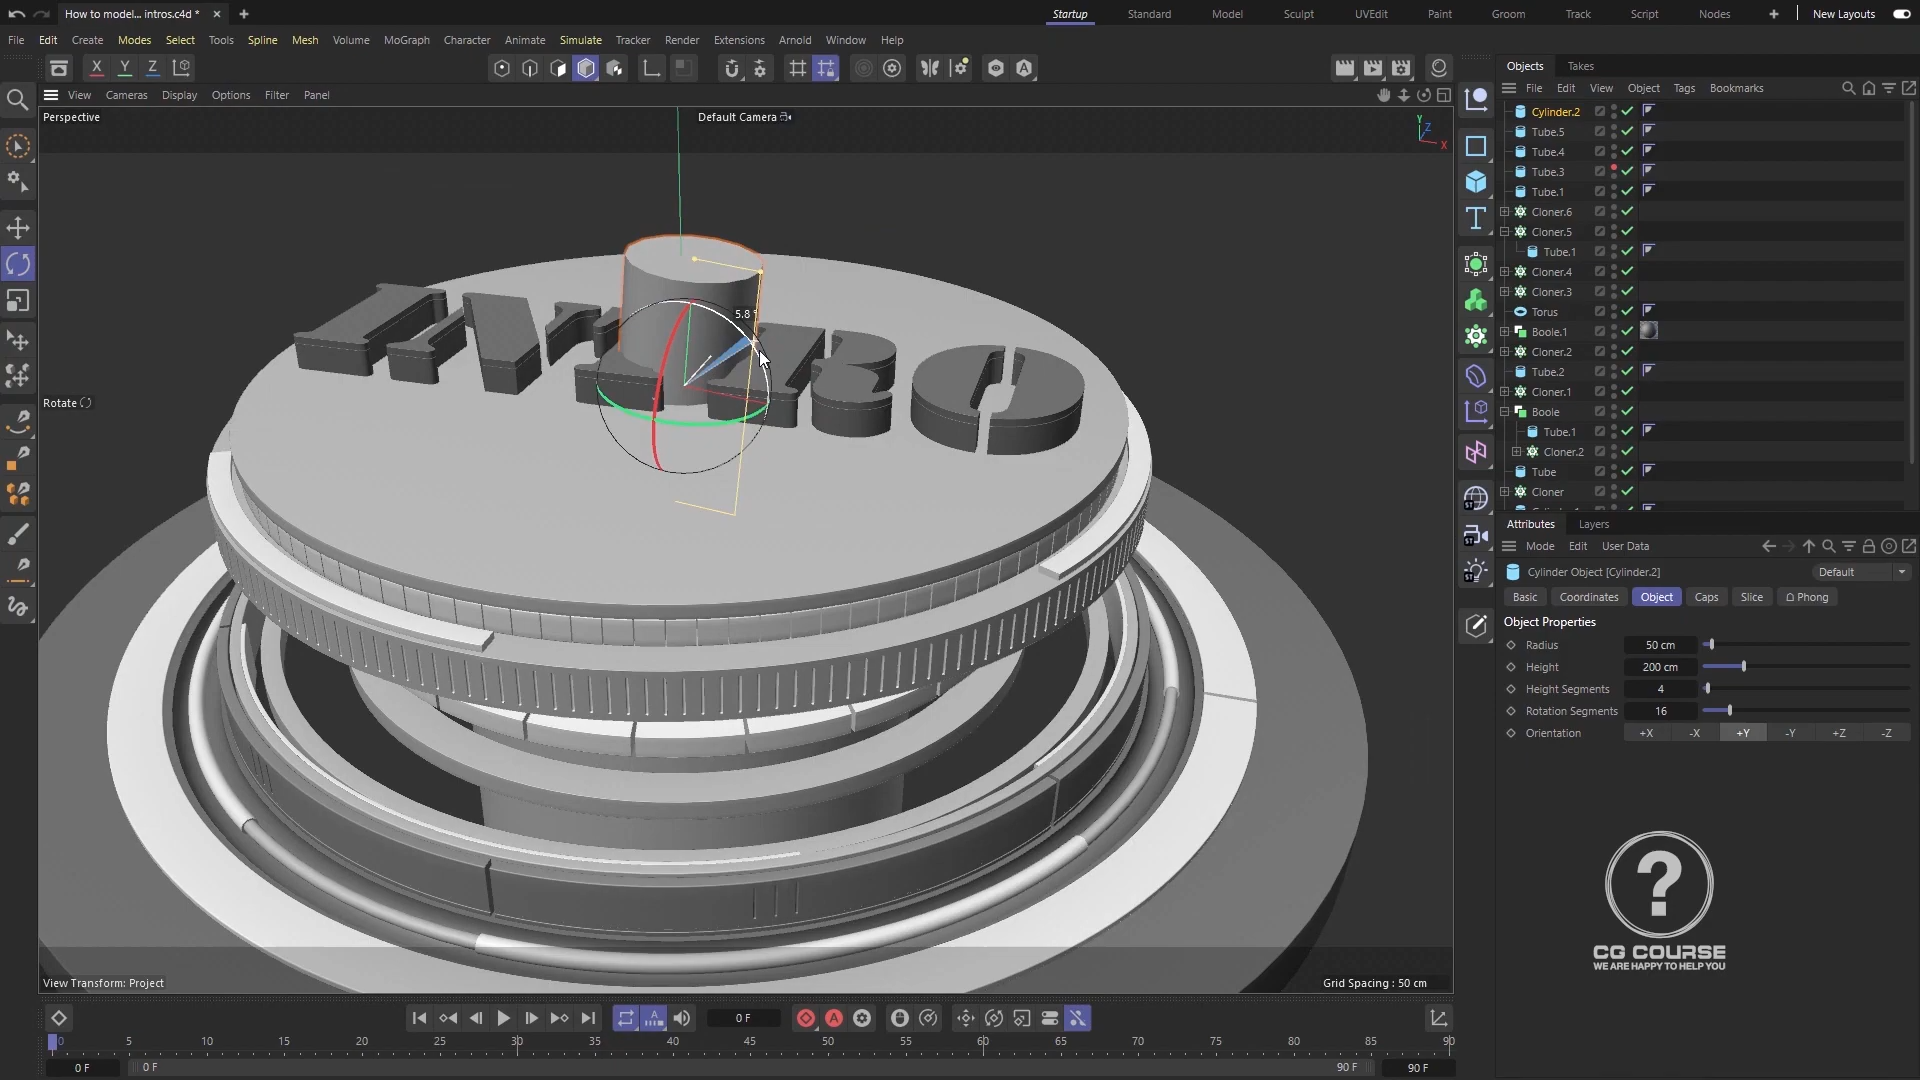 How to model... intros.c4d *
Startup
Standard
Model
Sculpt
UVEdit
Paint
Groom
Track
Script
Nodes
New Layouts
File Edit Create Modes Select Tools Spline Mesh Volume MoGraph Character Animate Simulate Tracker Render Extensions Arnold Window Help
X Y Z
Objects Takes
File Edit View Object Tags Bookmarks
View Cameras Display Options Filter Panel
Perspective
Default Camera
Y
Z
X
Rotate
5.8 °
Cylinder.2
Tube.5
Tube.4
Tube.3
Tube.1
Cloner.6
Cloner.5
Tube.1
Cloner.4
Cloner.3
Torus
Boole.1
Cloner.2
Tube.2
Cloner.1
Boole
Tube.1
Cloner.2
Tube
Cloner
Attributes Layers
Mode Edit User Data
Cylinder Object [Cylinder.2]
Default
Basic Coordinates Object Caps Slice Phong
Object Properties
Radius 50 cm
Height 200 cm
Height Segments 4
Rotation Segments 16
Orientation +X -X +Y -Y +Z -Z
?
CG COURSE
WE ARE HAPPY TO HELP YOU
View Transform: Project
Grid Spacing : 50 cm
0 F
0 5 10 15 20 25 30 35 40 45 50 55 60 65 70 75 80 85 90
0 F 0 F 90 F 90 F